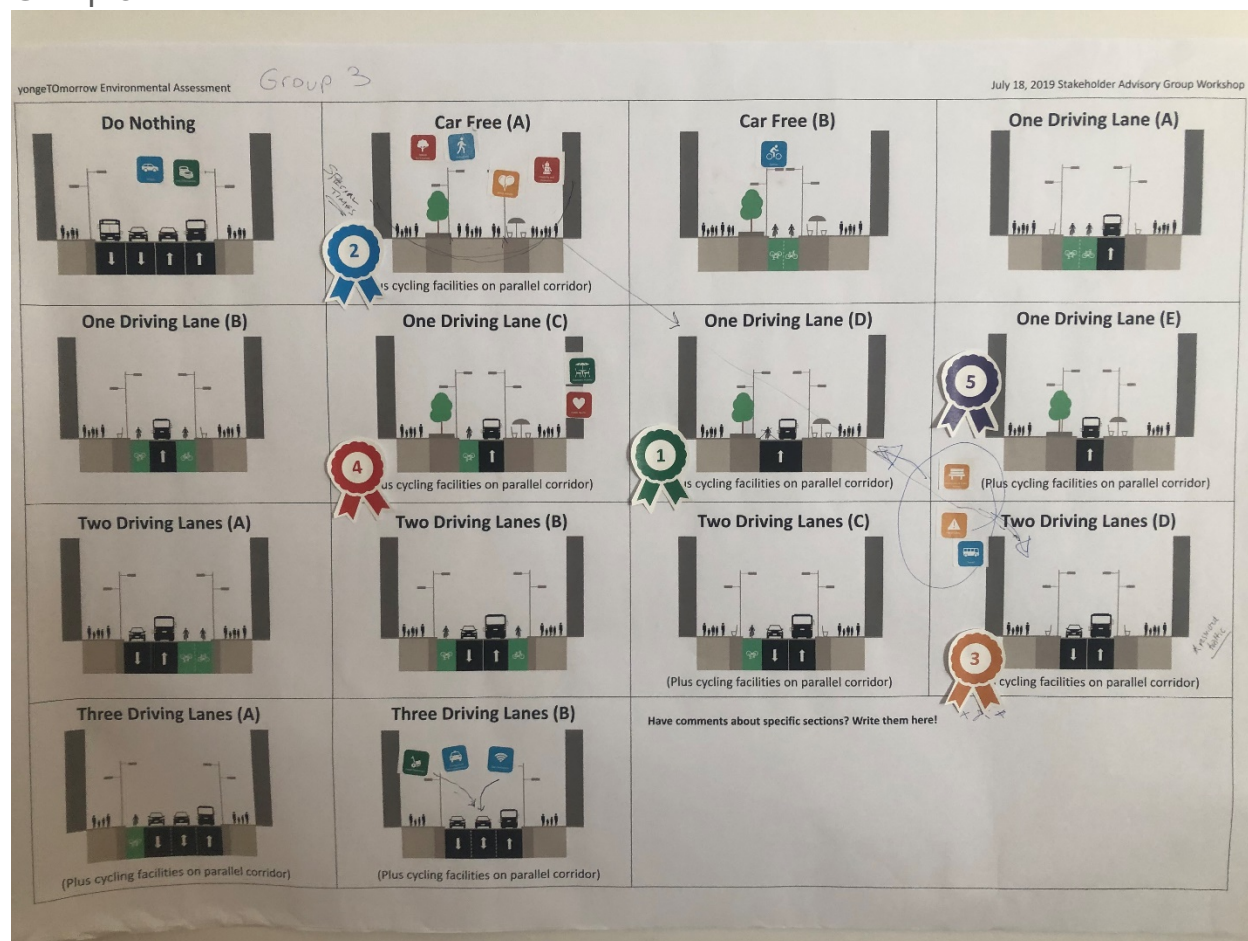 yongeTOmorrow Environmental Assessment
Group 3
July 18, 2019 Stakeholder Advisory Group Workshop
Do Nothing
Car Free (A)
SPECIAL
TIMES
2
us cycling facilities on parallel corridor)
Car Free (B)
One Driving Lane (A)
One Driving Lane (B)
One Driving Lane (C)
4
us cycling facilities on parallel corridor)
One Driving Lane (D)
1
us cycling facilities on parallel corridor)
One Driving Lane (E)
5
(Plus cycling facilities on parallel corridor)
Two Driving Lanes (A)
Two Driving Lanes (B)
Two Driving Lanes (C)
(Plus cycling facilities on parallel corridor)
Two Driving Lanes (D)
3
cycling facilities on parallel corridor)
Three Driving Lanes (A)
(Plus cycling facilities on parallel corridor)
Three Driving Lanes (B)
(Plus cycling facilities on parallel corridor)
Have comments about specific sections? Write them here!